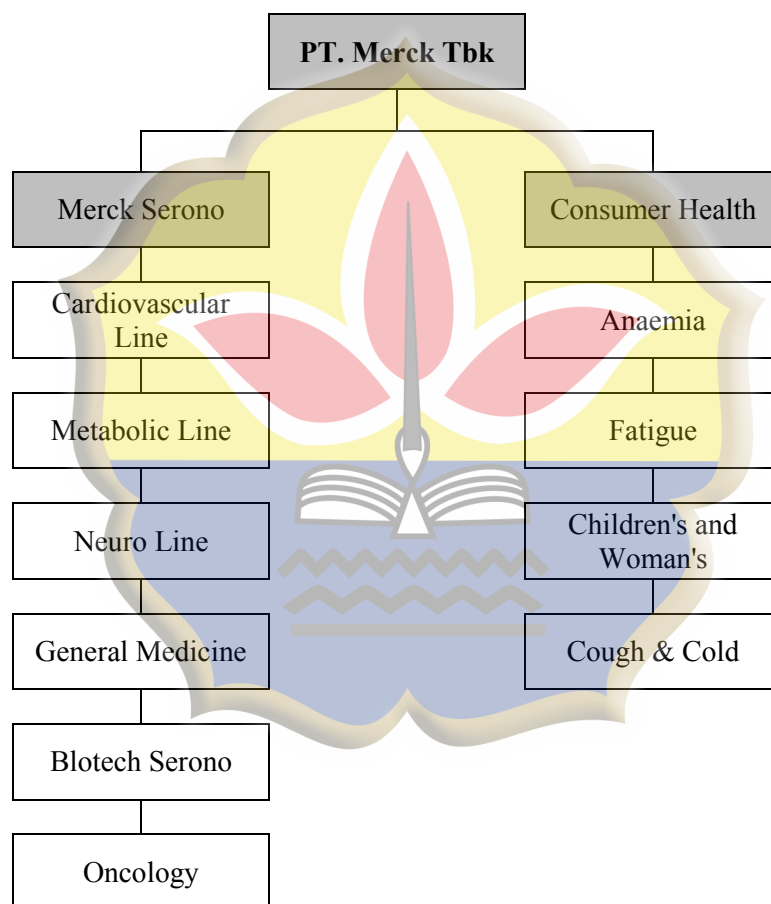 PT. Merck Tbk
Merck Serono
Consumer Health
Cardiovascular
Line
Anaemia
Metabolic Line
Fatigue
Neuro Line
Children's and
Woman's
General Medicine
Cough & Cold
Blotech Serono
Oncology